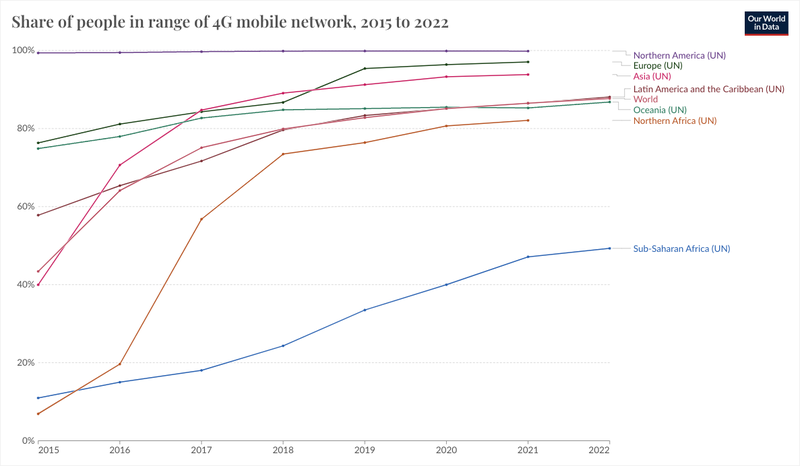 Share of people in range of 4G mobile network, 2015 to 2022
Our World
in Data
100%
80%
60%
40%
20%
0%
2015
2016
2017
2018
2019
2020
2021
2022
Northern America (UN)
Europe (UN)
Asia (UN)
Latin America and the Caribbean (UN)
World
Oceania (UN)
Northern Africa (UN)
Sub-Saharan Africa (UN)